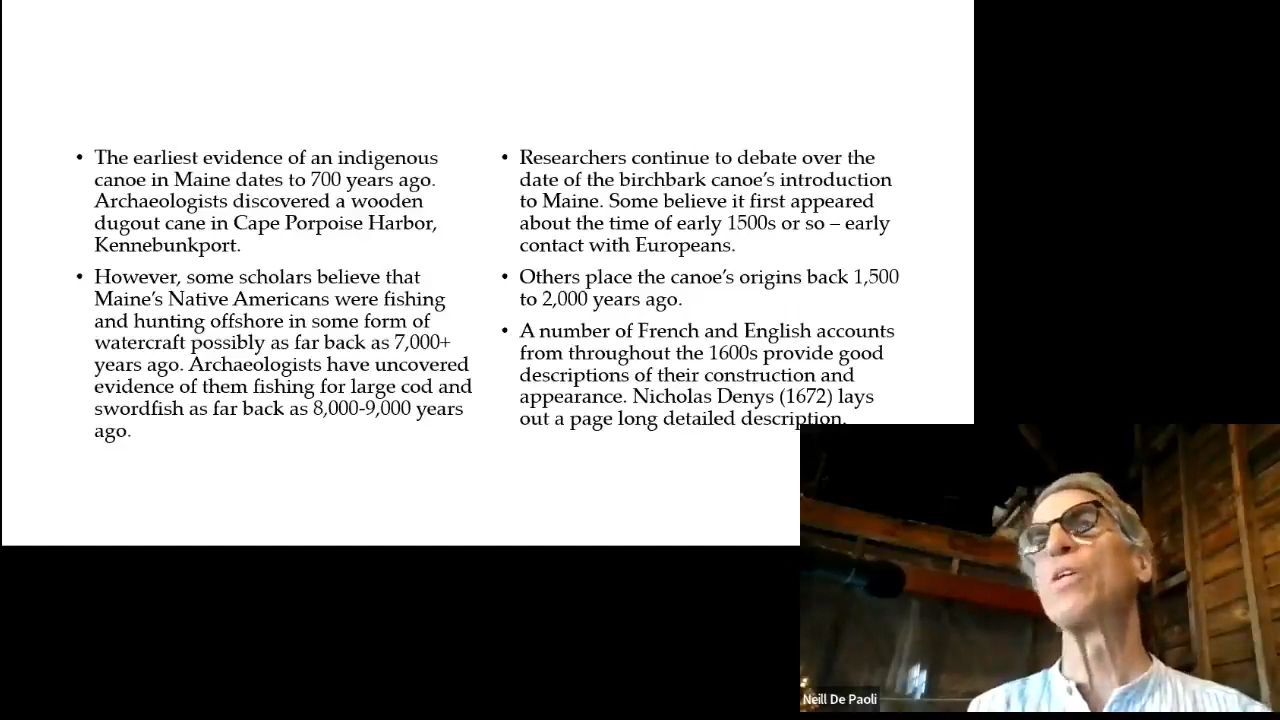 • The earliest evidence of an indigenous
canoe in Maine dates to 700 years ago.
Archaeologists discovered a wooden
dugout cane in Cape Porpoise Harbor,
Kennebunkport.
• However, some scholars believe that
Maine's Native Americans were fishing
and hunting offshore in some form of
watercraft possibly as far back as 7,000+
years ago. Archaeologists have uncovered
evidence of them fishing for large cod and
swordfish as far back as 8,000-9,000 years
ago.
• Researchers continue to debate over the
date of the birchbark canoe's introduction
to Maine. Some believe it first appeared
about the time of early 1500s or so – early
contact with Europeans.
• Others place the canoe's origins back 1,500
to 2,000 years ago.
• A number of French and English accounts
from throughout the 1600s provide good
descriptions of their construction and
appearance. Nicholas Denys (1672) lays
out a page long detailed description.
Neill De Paoli